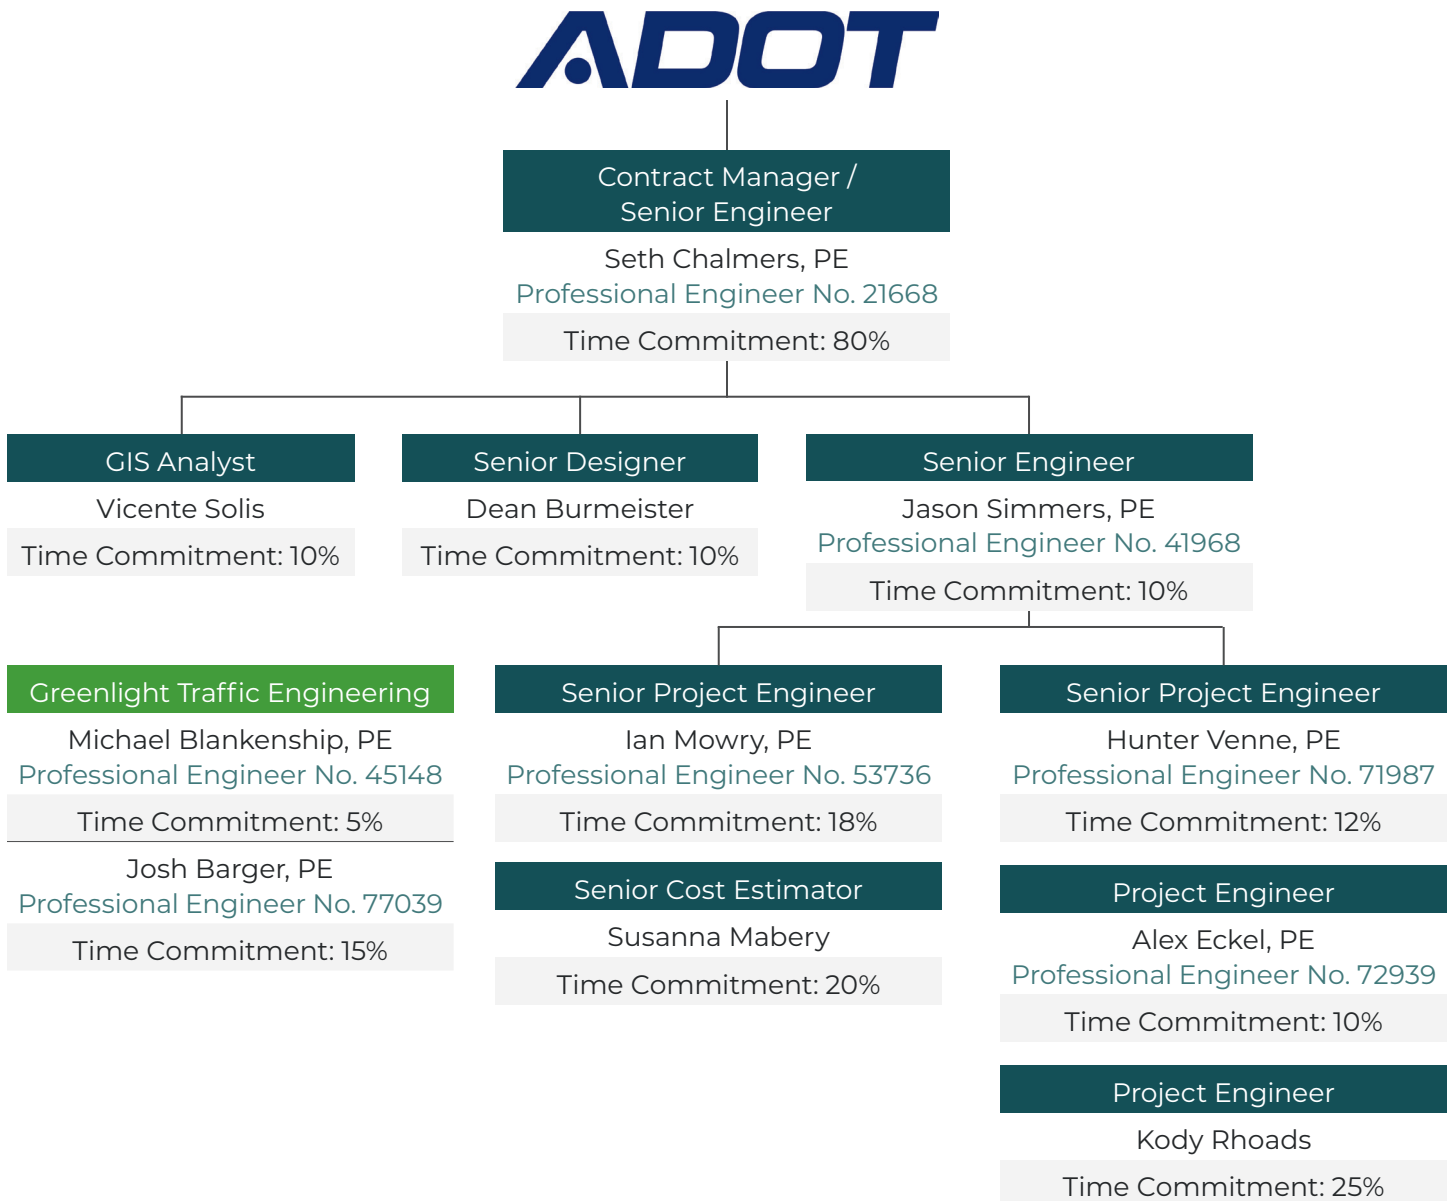 ADOT
Contract Manager /
Senior Engineer
Seth Chalmers, PE
Professional Engineer No. 21668
Time Commitment: 80%
GIS Analyst
Vicente Solis
Time Commitment: 10%
Senior Designer
Dean Burmeister
Time Commitment: 10%
Senior Engineer
Jason Simmers, PE
Professional Engineer No. 41968
Time Commitment: 10%
Greenlight Traffic Engineering
Michael Blankenship, PE
Professional Engineer No. 45148
Time Commitment: 5%
Josh Barger, PE
Professional Engineer No. 77039
Time Commitment: 15%
Senior Project Engineer
Ian Mowry, PE
Professional Engineer No. 53736
Time Commitment: 18%
Senior Cost Estimator
Susanna Mabery
Time Commitment: 20%
Senior Project Engineer
Hunter Venne, PE
Professional Engineer No. 71987
Time Commitment: 12%
Project Engineer
Alex Eckel, PE
Professional Engineer No. 72939
Time Commitment: 10%
Project Engineer
Kody Rhoads
Time Commitment: 25%